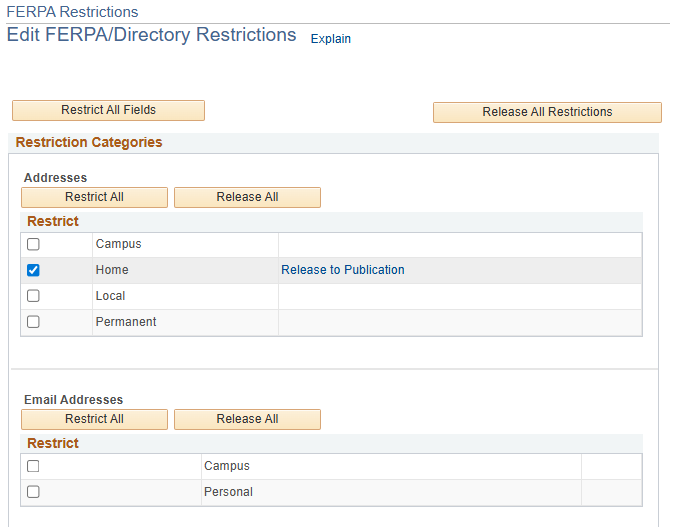 FERPA Restrictions
Edit FERPA/Directory Restrictions Explain
Restrict All Fields Release All Restrictions
Restriction Categories
Addresses
Restrict All Release All
Restrict
Campus
Home Release to Publication
Local
Permanent
Email Addresses
Restrict All Release All
Restrict
Campus
Personal